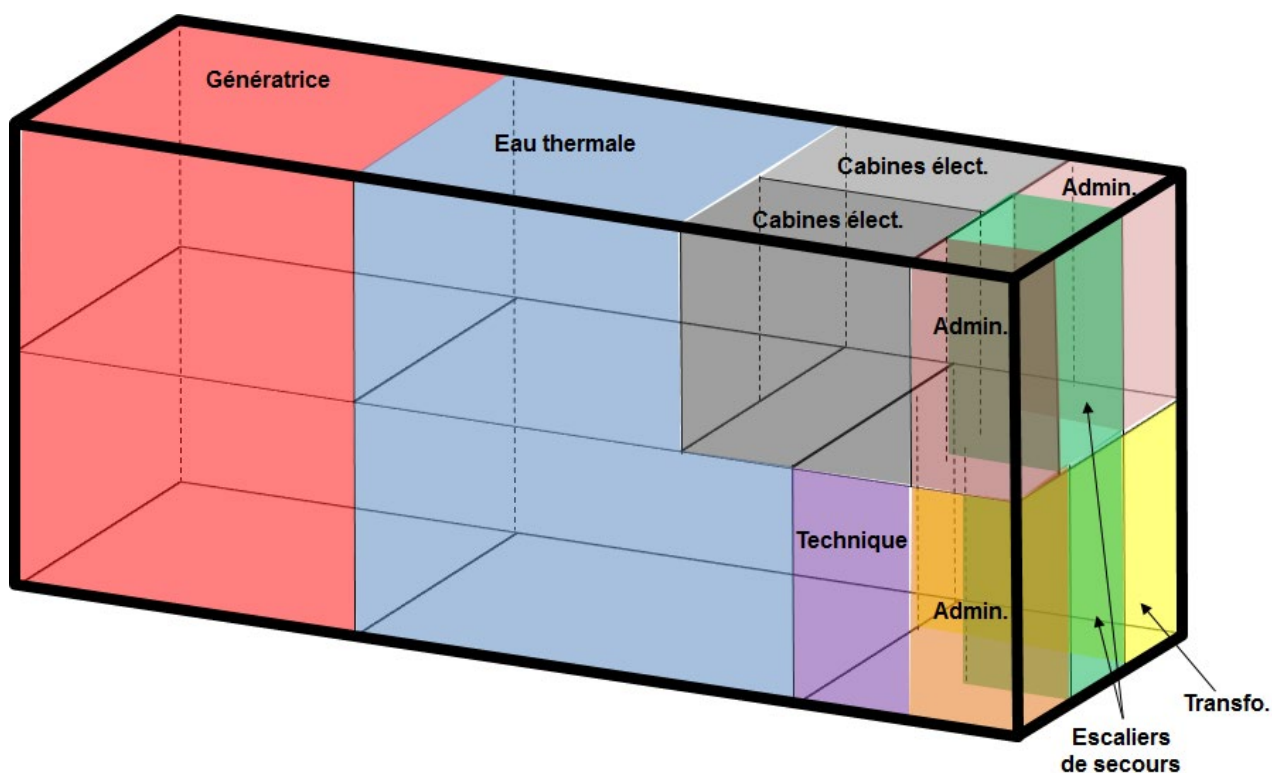 Génératrice
Eau thermale
Cabines élect.
Admin.
Cabines élect.
Admin.
Technique
Admin.
Transfo.
Escaliers
de secours